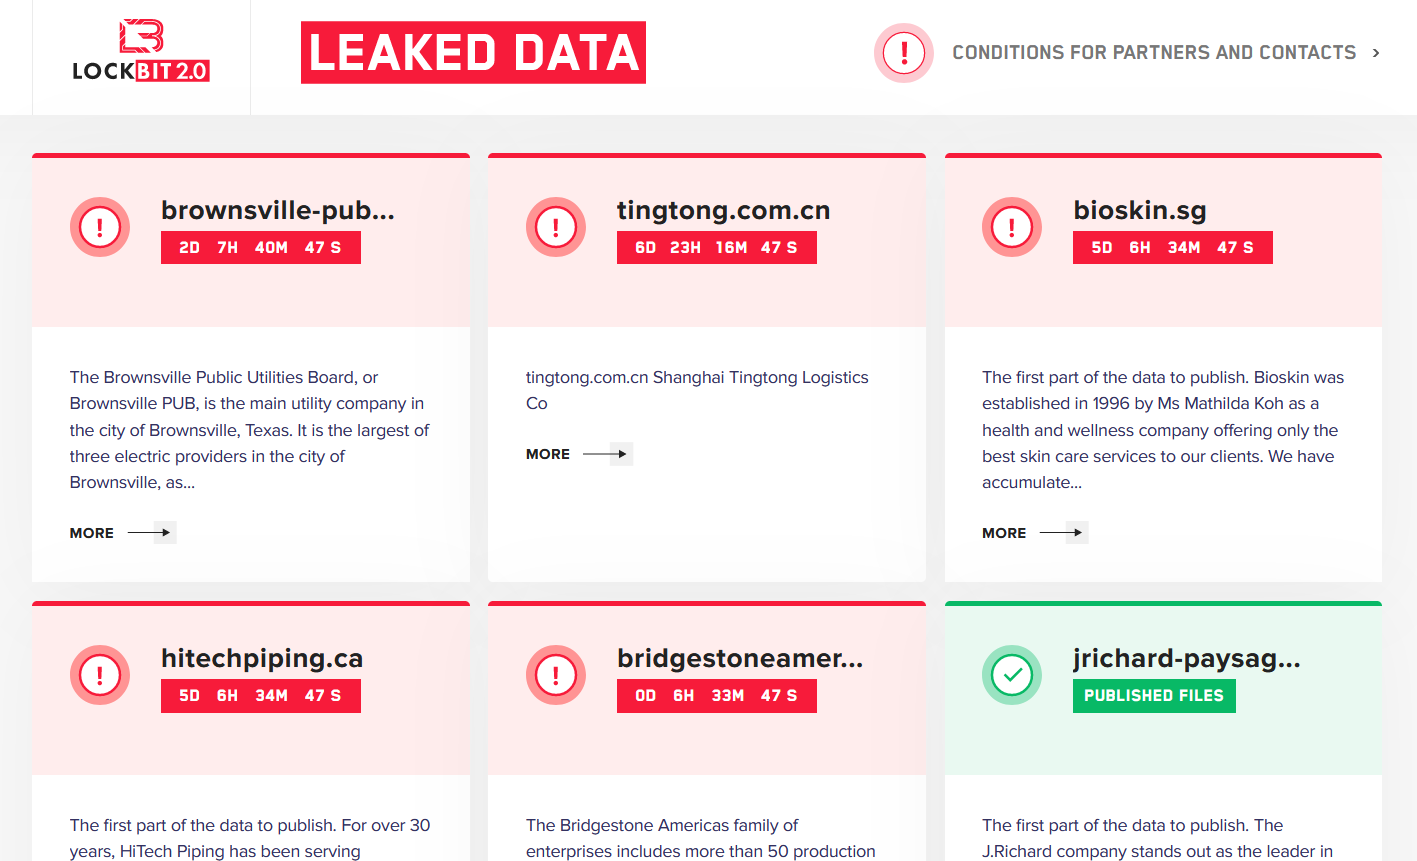 LOCKBIT 2.0
LEAKED DATA
CONDITIONS FOR PARTNERS AND CONTACTS >
brownsville-pub...
2D 7H 40M 47 S
The Brownsville Public Utilities Board, or
Brownsville PUB, is the main utility company in
the city of Brownsville, Texas. It is the largest of
three electric providers in the city of
Brownsville, as...
MORE
tingtong.com.cn
6D 23H 16M 47 S
tingtong.com.cn Shanghai Tingtong Logistics
Co
MORE
bioskin.sg
5D 6H 34M 47 S
The first part of the data to publish. Bioskin was
established in 1996 by Ms Mathilda Koh as a
health and wellness company offering only the
best skin care services to our clients. We have
accumulate...
MORE
hitechpiping.ca
5D 6H 34M 47 S
The first part of the data to publish. For over 30
years, HiTech Piping has been serving
bridgestoneamer...
0D 6H 33M 47 S
The Bridgestone Americas family of
enterprises includes more than 50 production
jrichard-paysag...
PUBLISHED FILES
The first part of the data to publish. The
J.Richard company stands out as the leader in